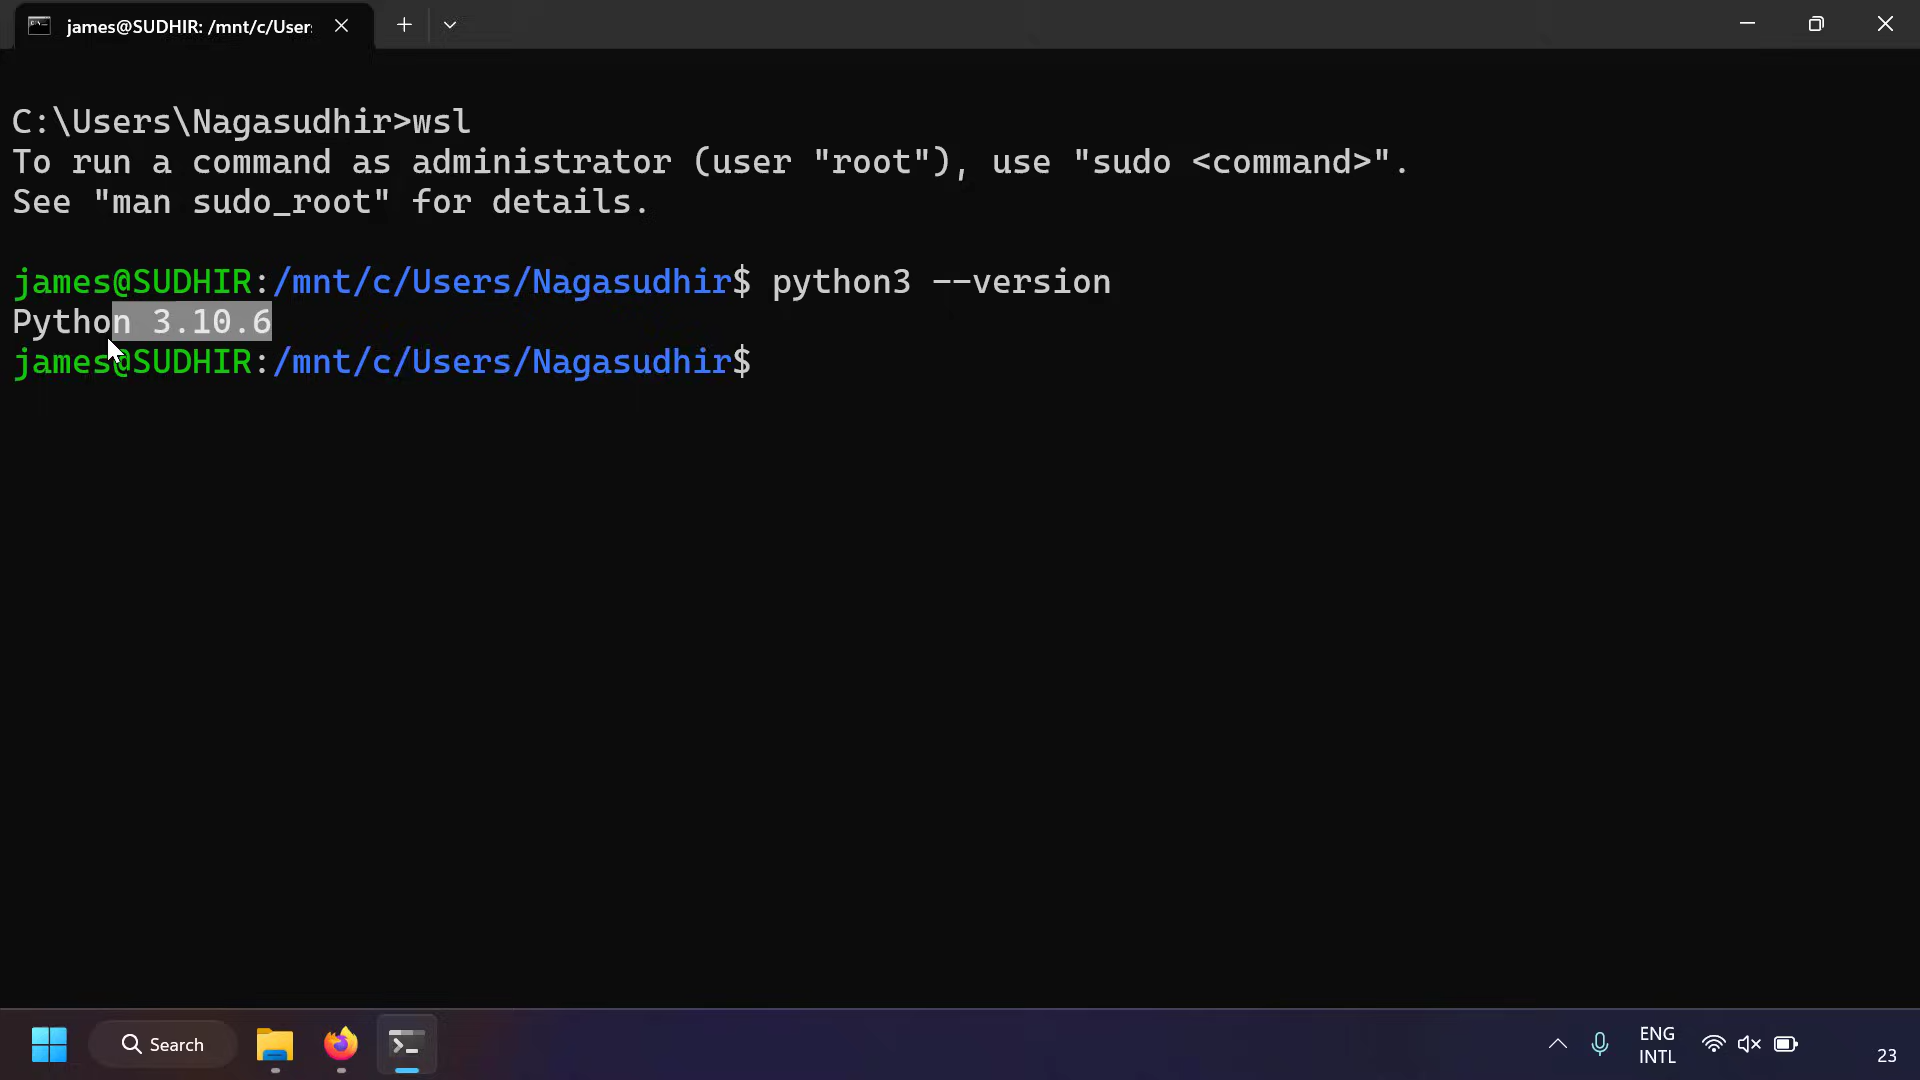 james@SUDHIR: /mnt/c/User
C:\Users\Nagasudhir>wsl
To run a command as administrator (user "root"), use "sudo <command>".
See "man sudo_root" for details.
james@SUDHIR:/mnt/c/Users/Nagasudhir$ python3 --version
Python 3.10.6
james@SUDHIR:/mnt/c/Users/Nagasudhir$
Search
ENG
INTL
23